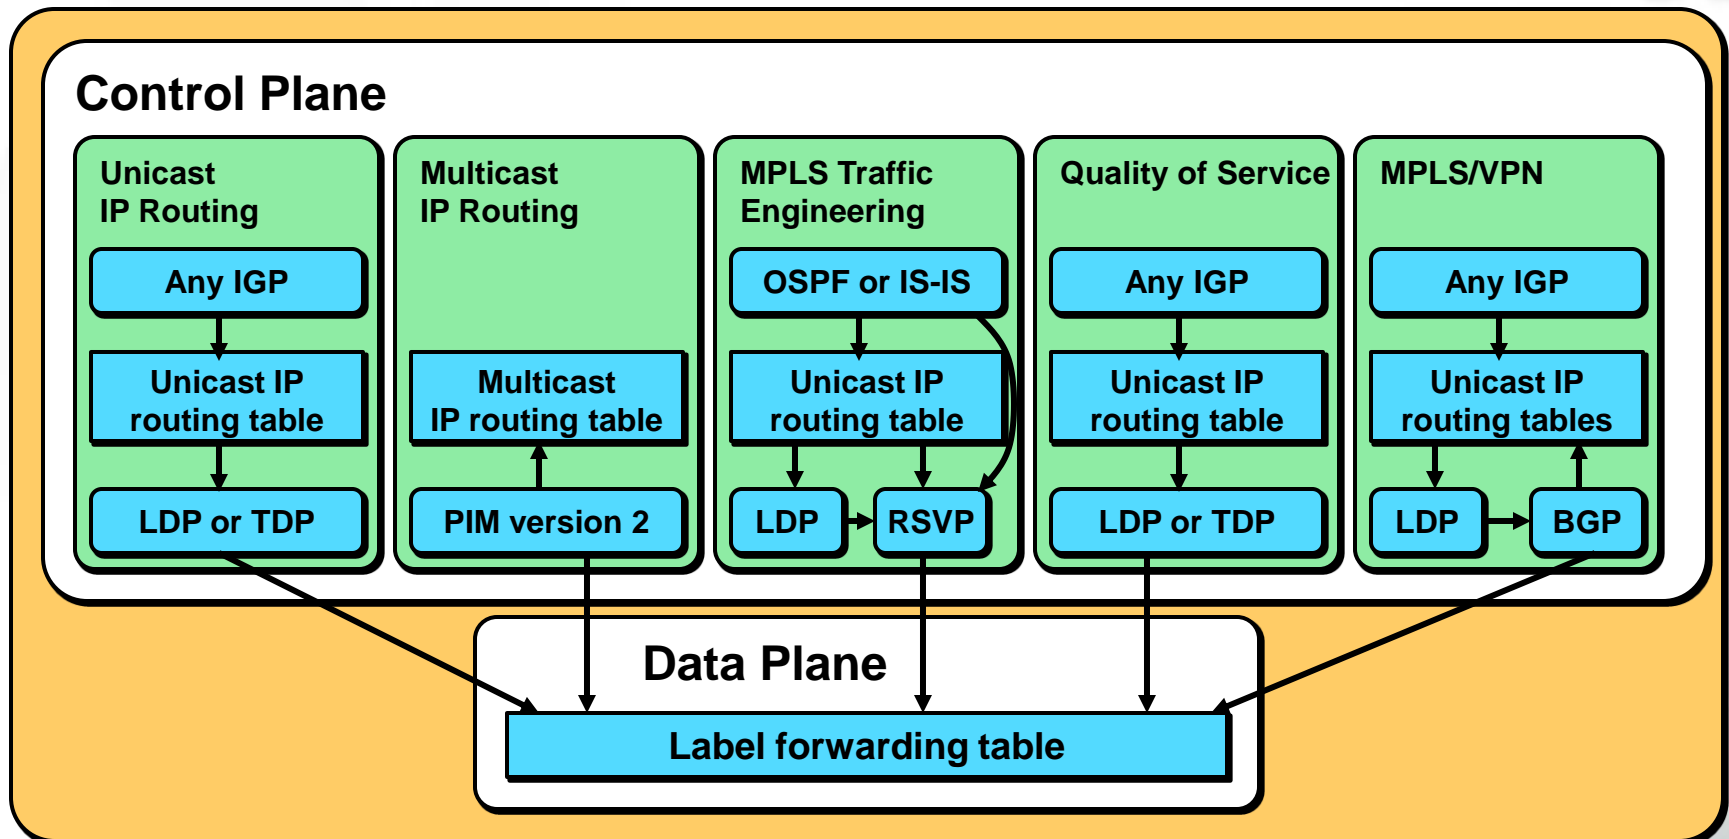 Control Plane
Unicast
IP Routing
Any IGP
Unicast IP
routing table
LDP or TDP
Multicast
IP Routing
Multicast
IP routing table
PIM version 2
MPLS Traffic
Engineering
OSPF or IS-IS
Unicast IP
routing table
LDP
RSVP
Quality of Service
Any IGP
Unicast IP
routing table
LDP or TDP
MPLS/VPN
Any IGP
Unicast IP
routing tables
LDP
BGP
Data Plane
Label forwarding table